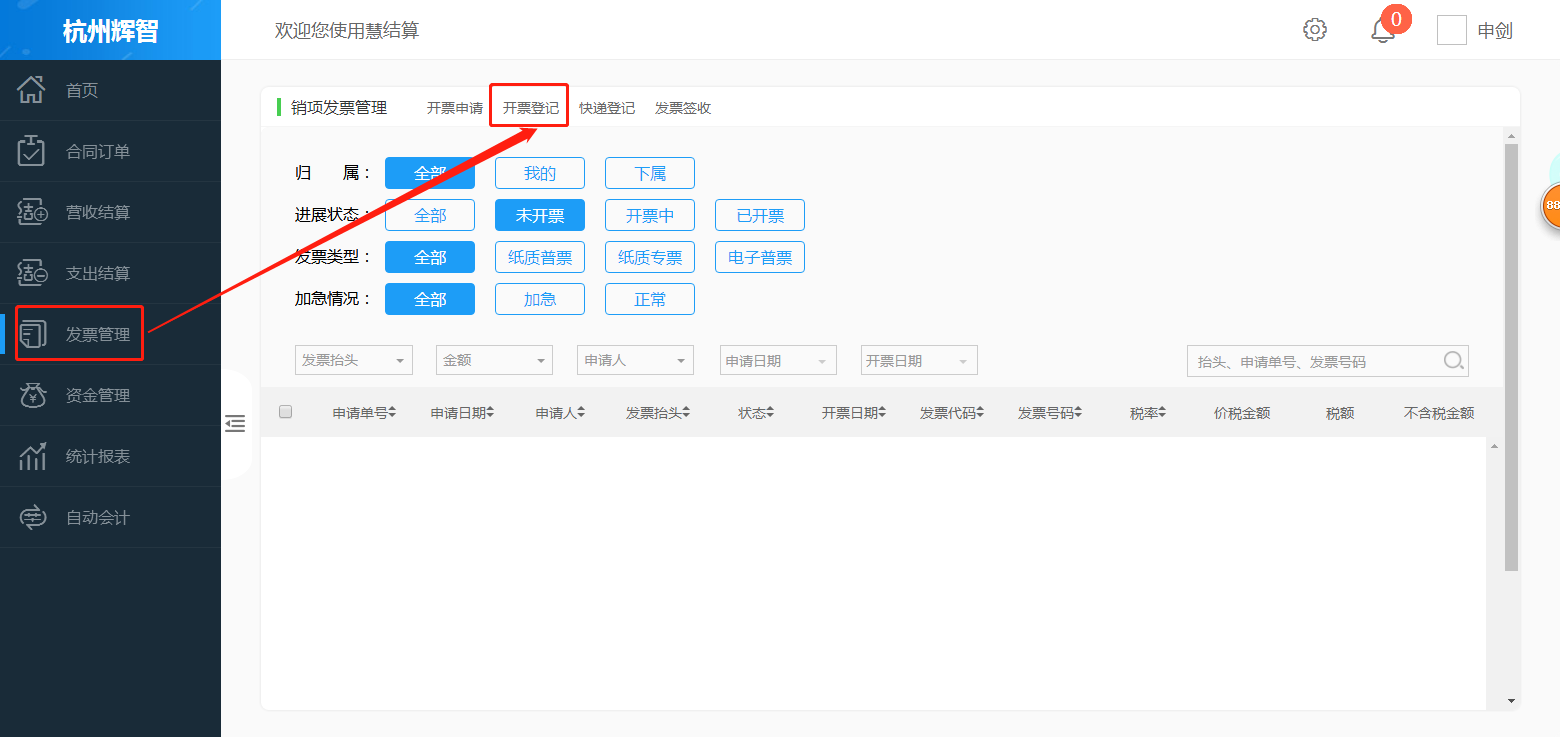 杭州辉智
欢迎您使用慧结算
0
申剑
首页
合同订单
营收结算
支出结算
发票管理
资金管理
统计报表
自动会计
销项发票管理 开票申请 开票登记 快递登记 发票签收
归 属： 全部 我的 下属
进展状态： 全部 未开票 开票中 已开票
发票类型： 全部 纸质普票 纸质专票 电子普票
加急情况： 全部 加急 正常
发票抬头 金额 申请人 申请日期 开票日期 抬头、申请单号、发票号码
申请单号 申请日期 申请人 发票抬头 状态 开票日期 发票代码 发票号码 税率 价税金额 税额 不含税金额
88